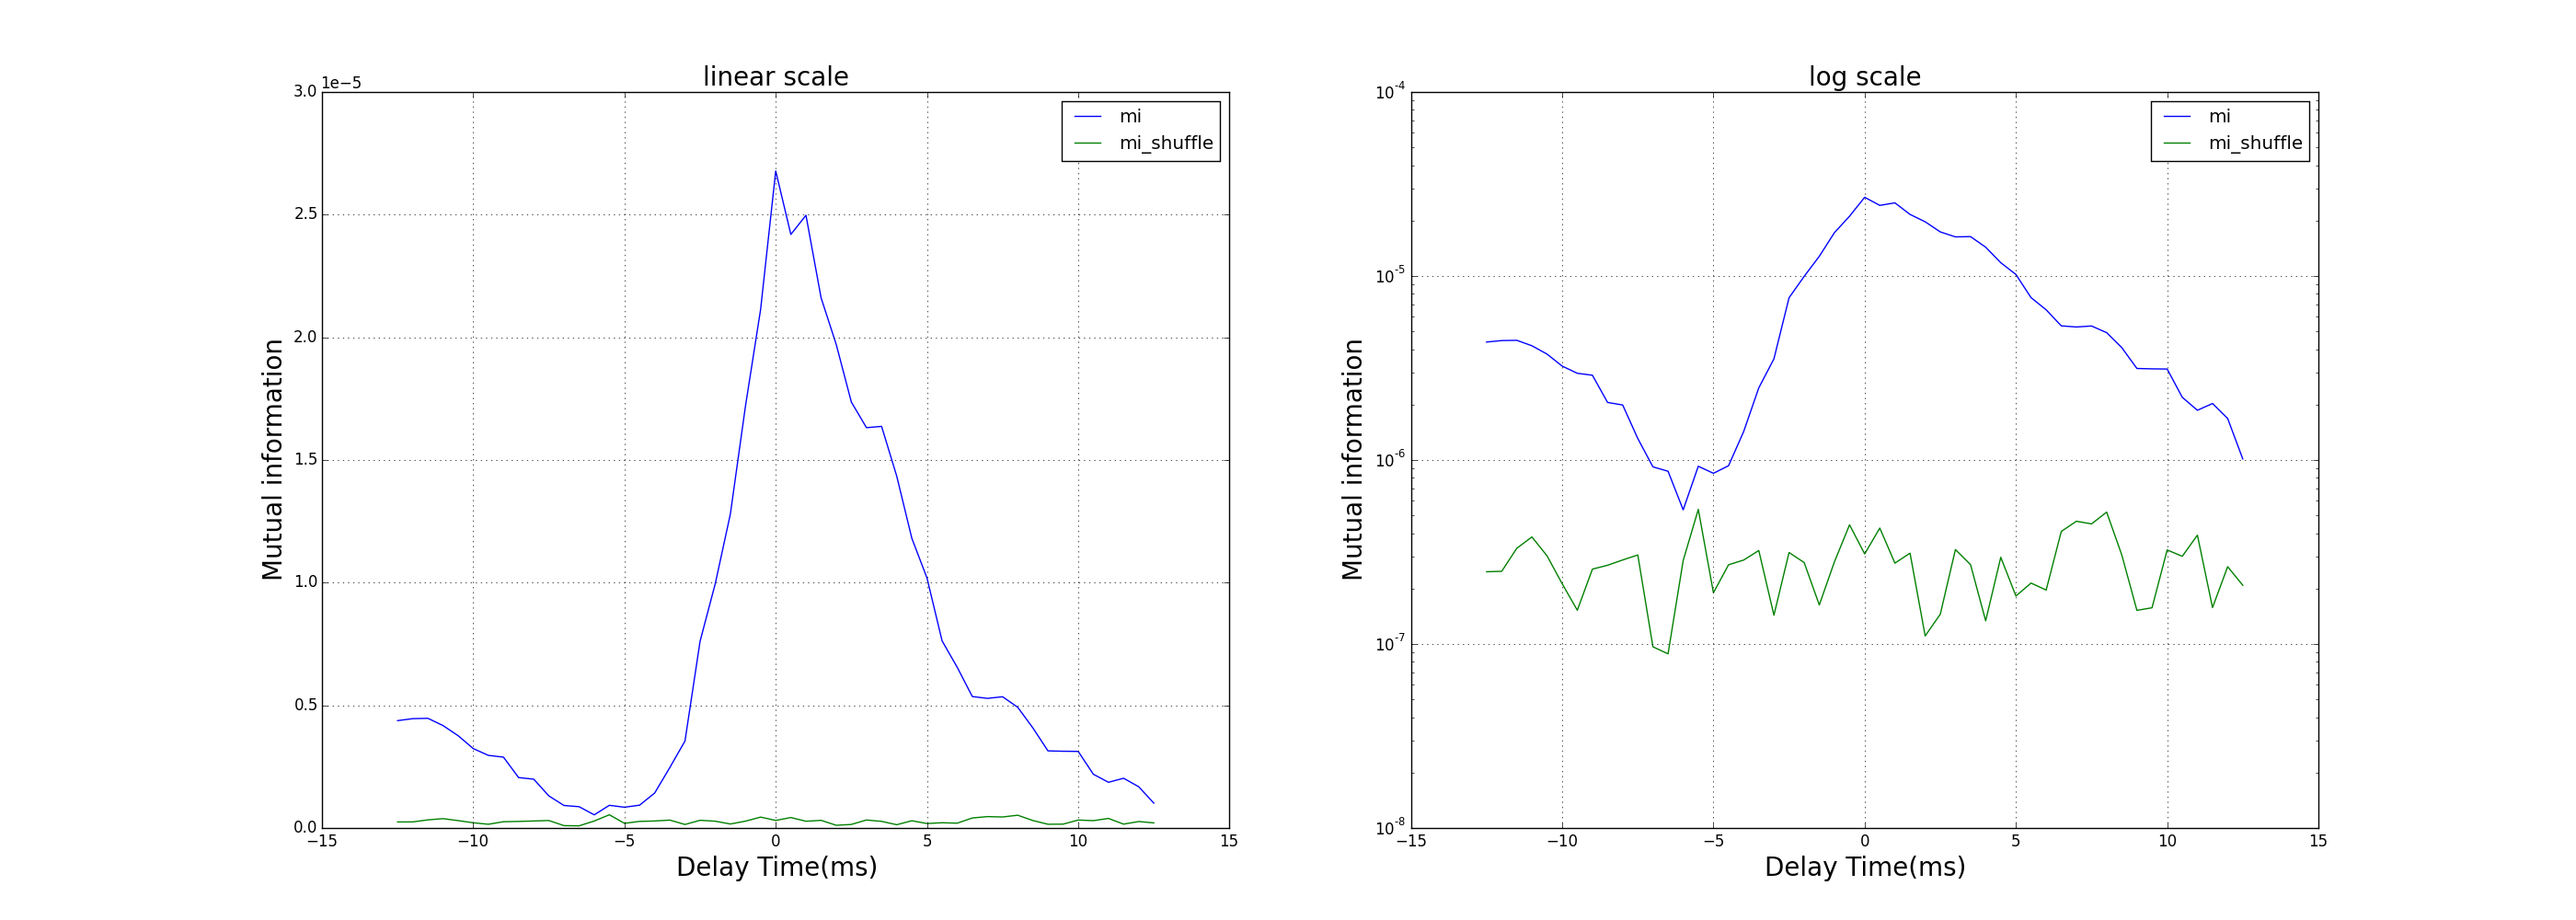 linear scale
1e−5
3.0
2.5
2.0
1.5
1.0
0.5
0.0
Mutual information
−15 −10 −5 0 5 10 15
Delay Time(ms)
mi
mi_shuffle
log scale
10^-4
10^-5
10^-6
10^-7
10^-8
Mutual information
−15 −10 −5 0 5 10 15
Delay Time(ms)
mi
mi_shuffle